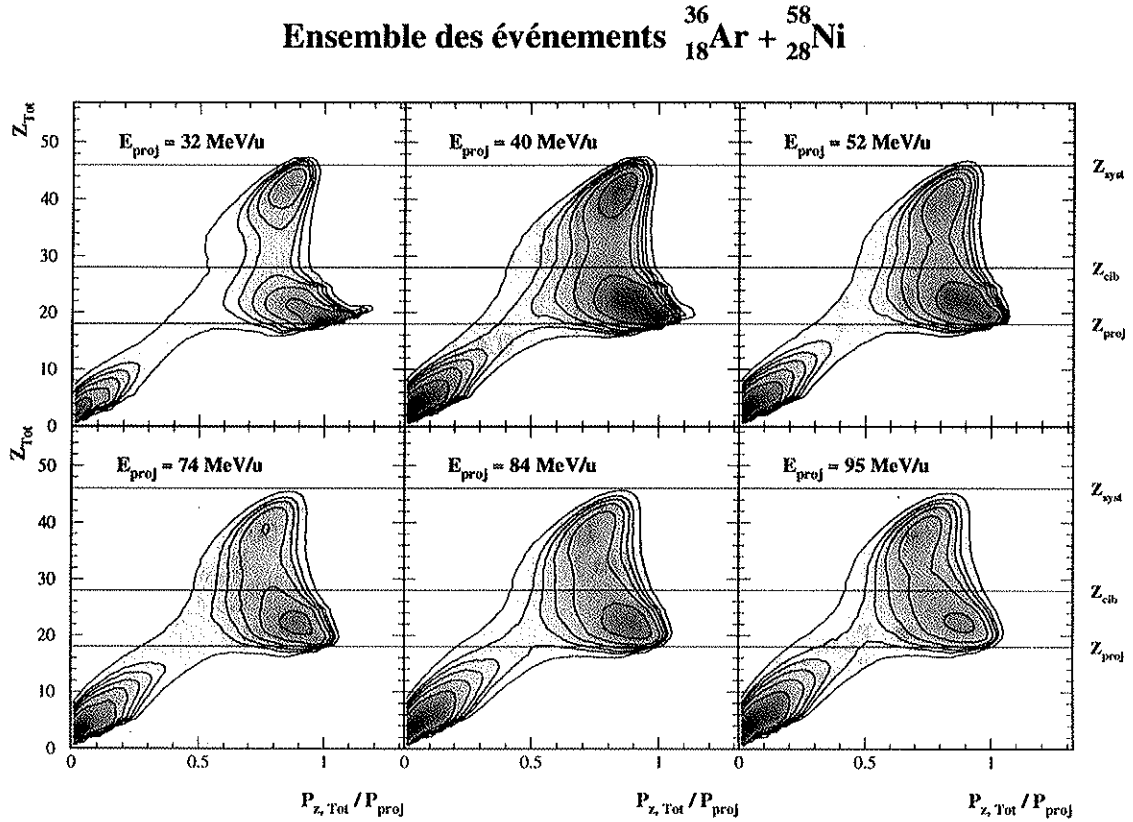 Ensemble des événements ³⁶₁₈Ar + ⁵⁸₂₈Ni
Z_Tot
E_proj = 32 MeV/u
E_proj = 40 MeV/u
E_proj = 52 MeV/u
50
40
30
20
10
0
Z_syst
Z_cib
Z_proj
Z_Tot
E_proj = 74 MeV/u
E_proj = 84 MeV/u
E_proj = 95 MeV/u
50
40
30
20
10
0
Z_syst
Z_cib
Z_proj
0 0.5 1 0 0.5 1 0 0.5 1
P_z, Tot / P_proj P_z, Tot / P_proj P_z, Tot / P_proj